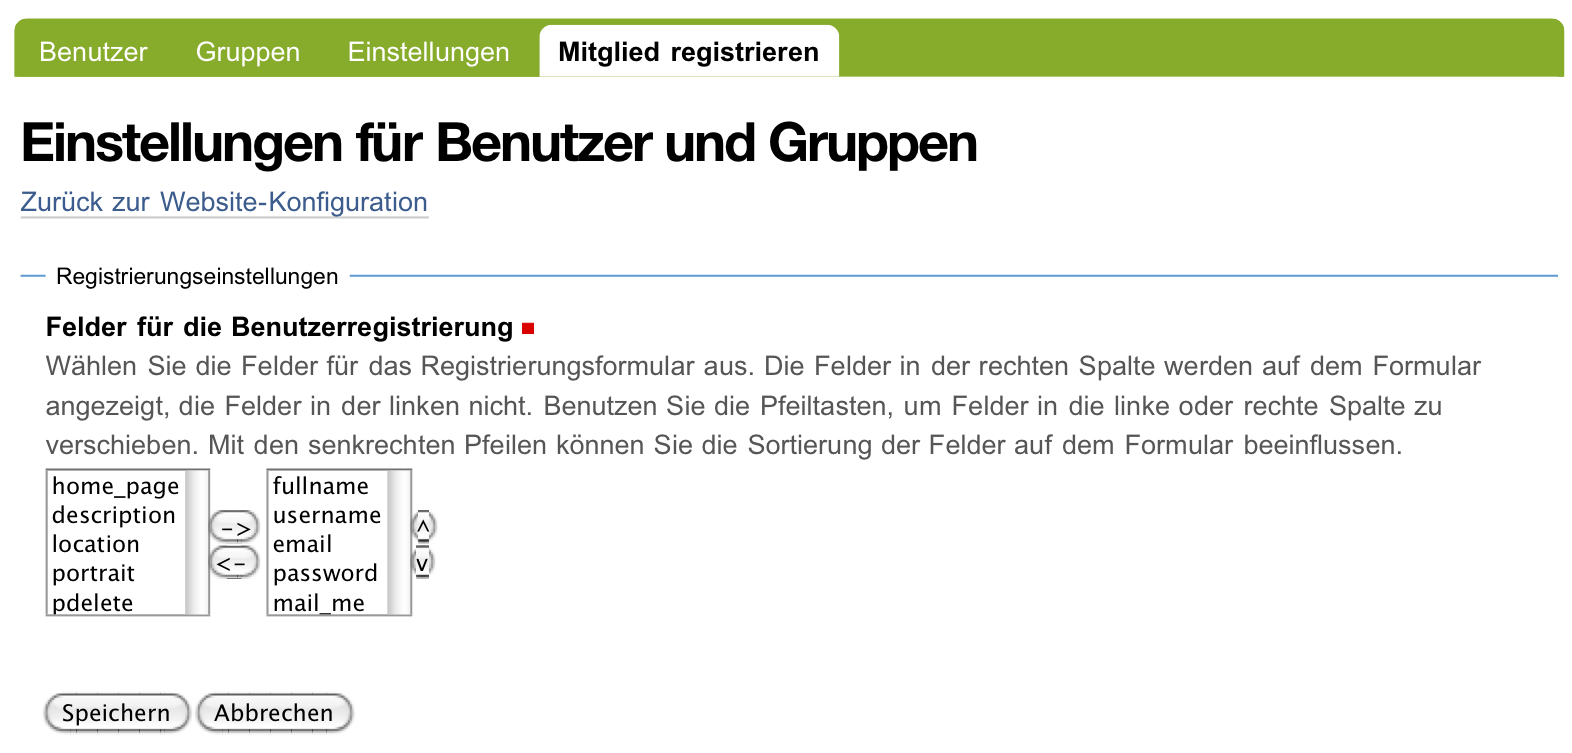 Benutzer Gruppen Einstellungen Mitglied registrieren
Einstellungen für Benutzer und Gruppen
Zurück zur Website-Konfiguration
Registrierungseinstellungen
Felder für die Benutzerregistrierung
Wählen Sie die Felder für das Registrierungsformular aus. Die Felder in der rechten Spalte werden auf dem Formular
angezeigt, die Felder in der linken nicht. Benutzen Sie die Pfeiltasten, um Felder in die linke oder rechte Spalte zu
verschieben. Mit den senkrechten Pfeilen können Sie die Sortierung der Felder auf dem Formular beeinflussen.
home_page
description
location
portrait
pdelete
->
<-
fullname
username
email
password
mail_me
^
v
Speichern Abbrechen